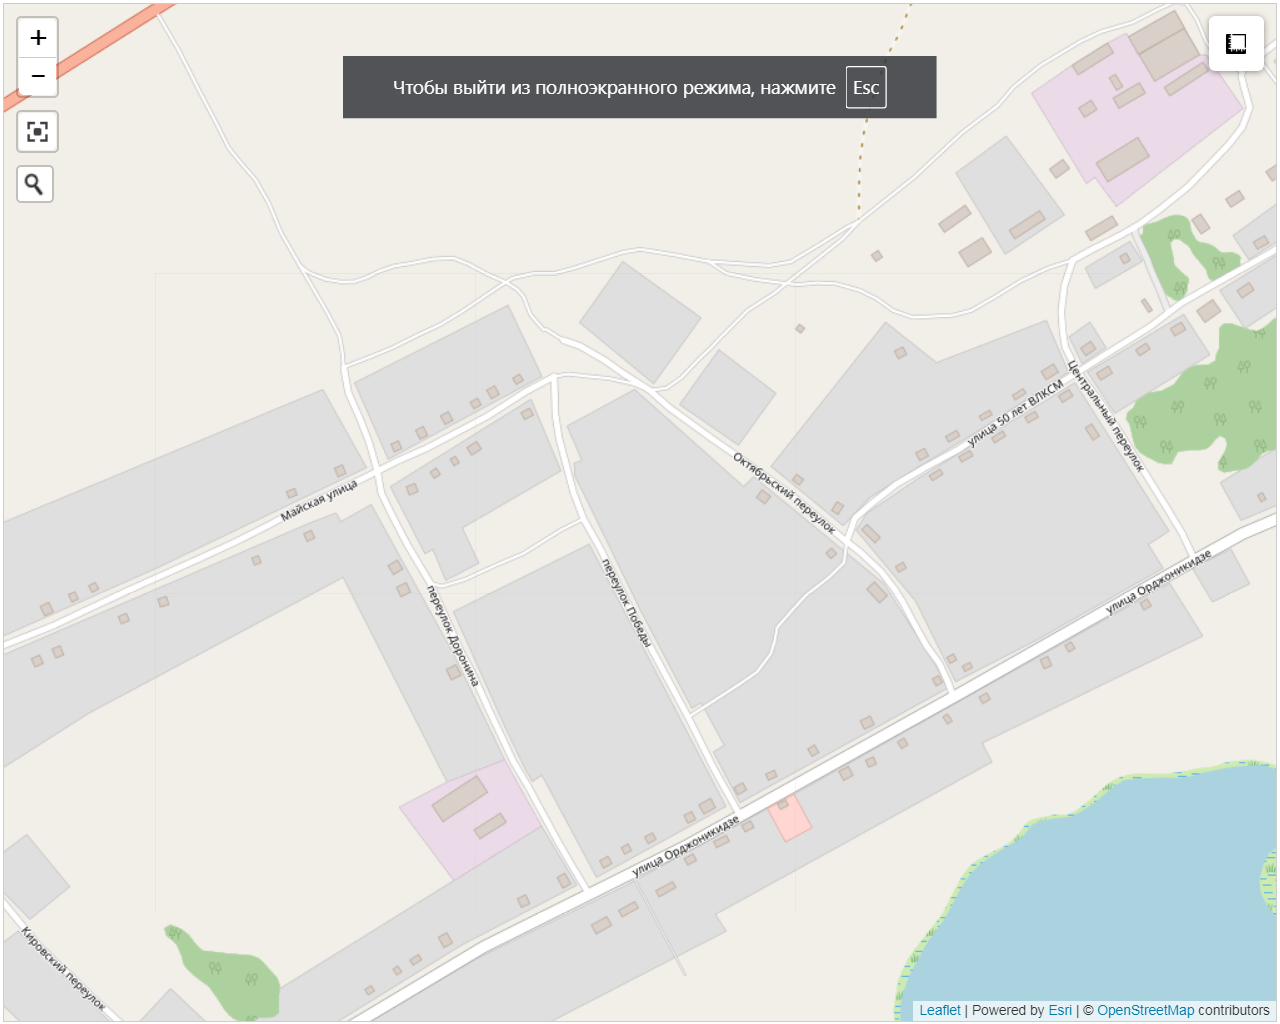 +
−
Чтобы выйти из полноэкранного режима, нажмите Esc
улица 50 лет ВЛКСМ
Центральный переулок
Октябрьский переулок
Майская улица
переулок Победы
переулок Доронина
улица Орджоникидзе
улица Орджоникидзе
Кировский переулок
Leaflet | Powered by Esri | © OpenStreetMap contributors